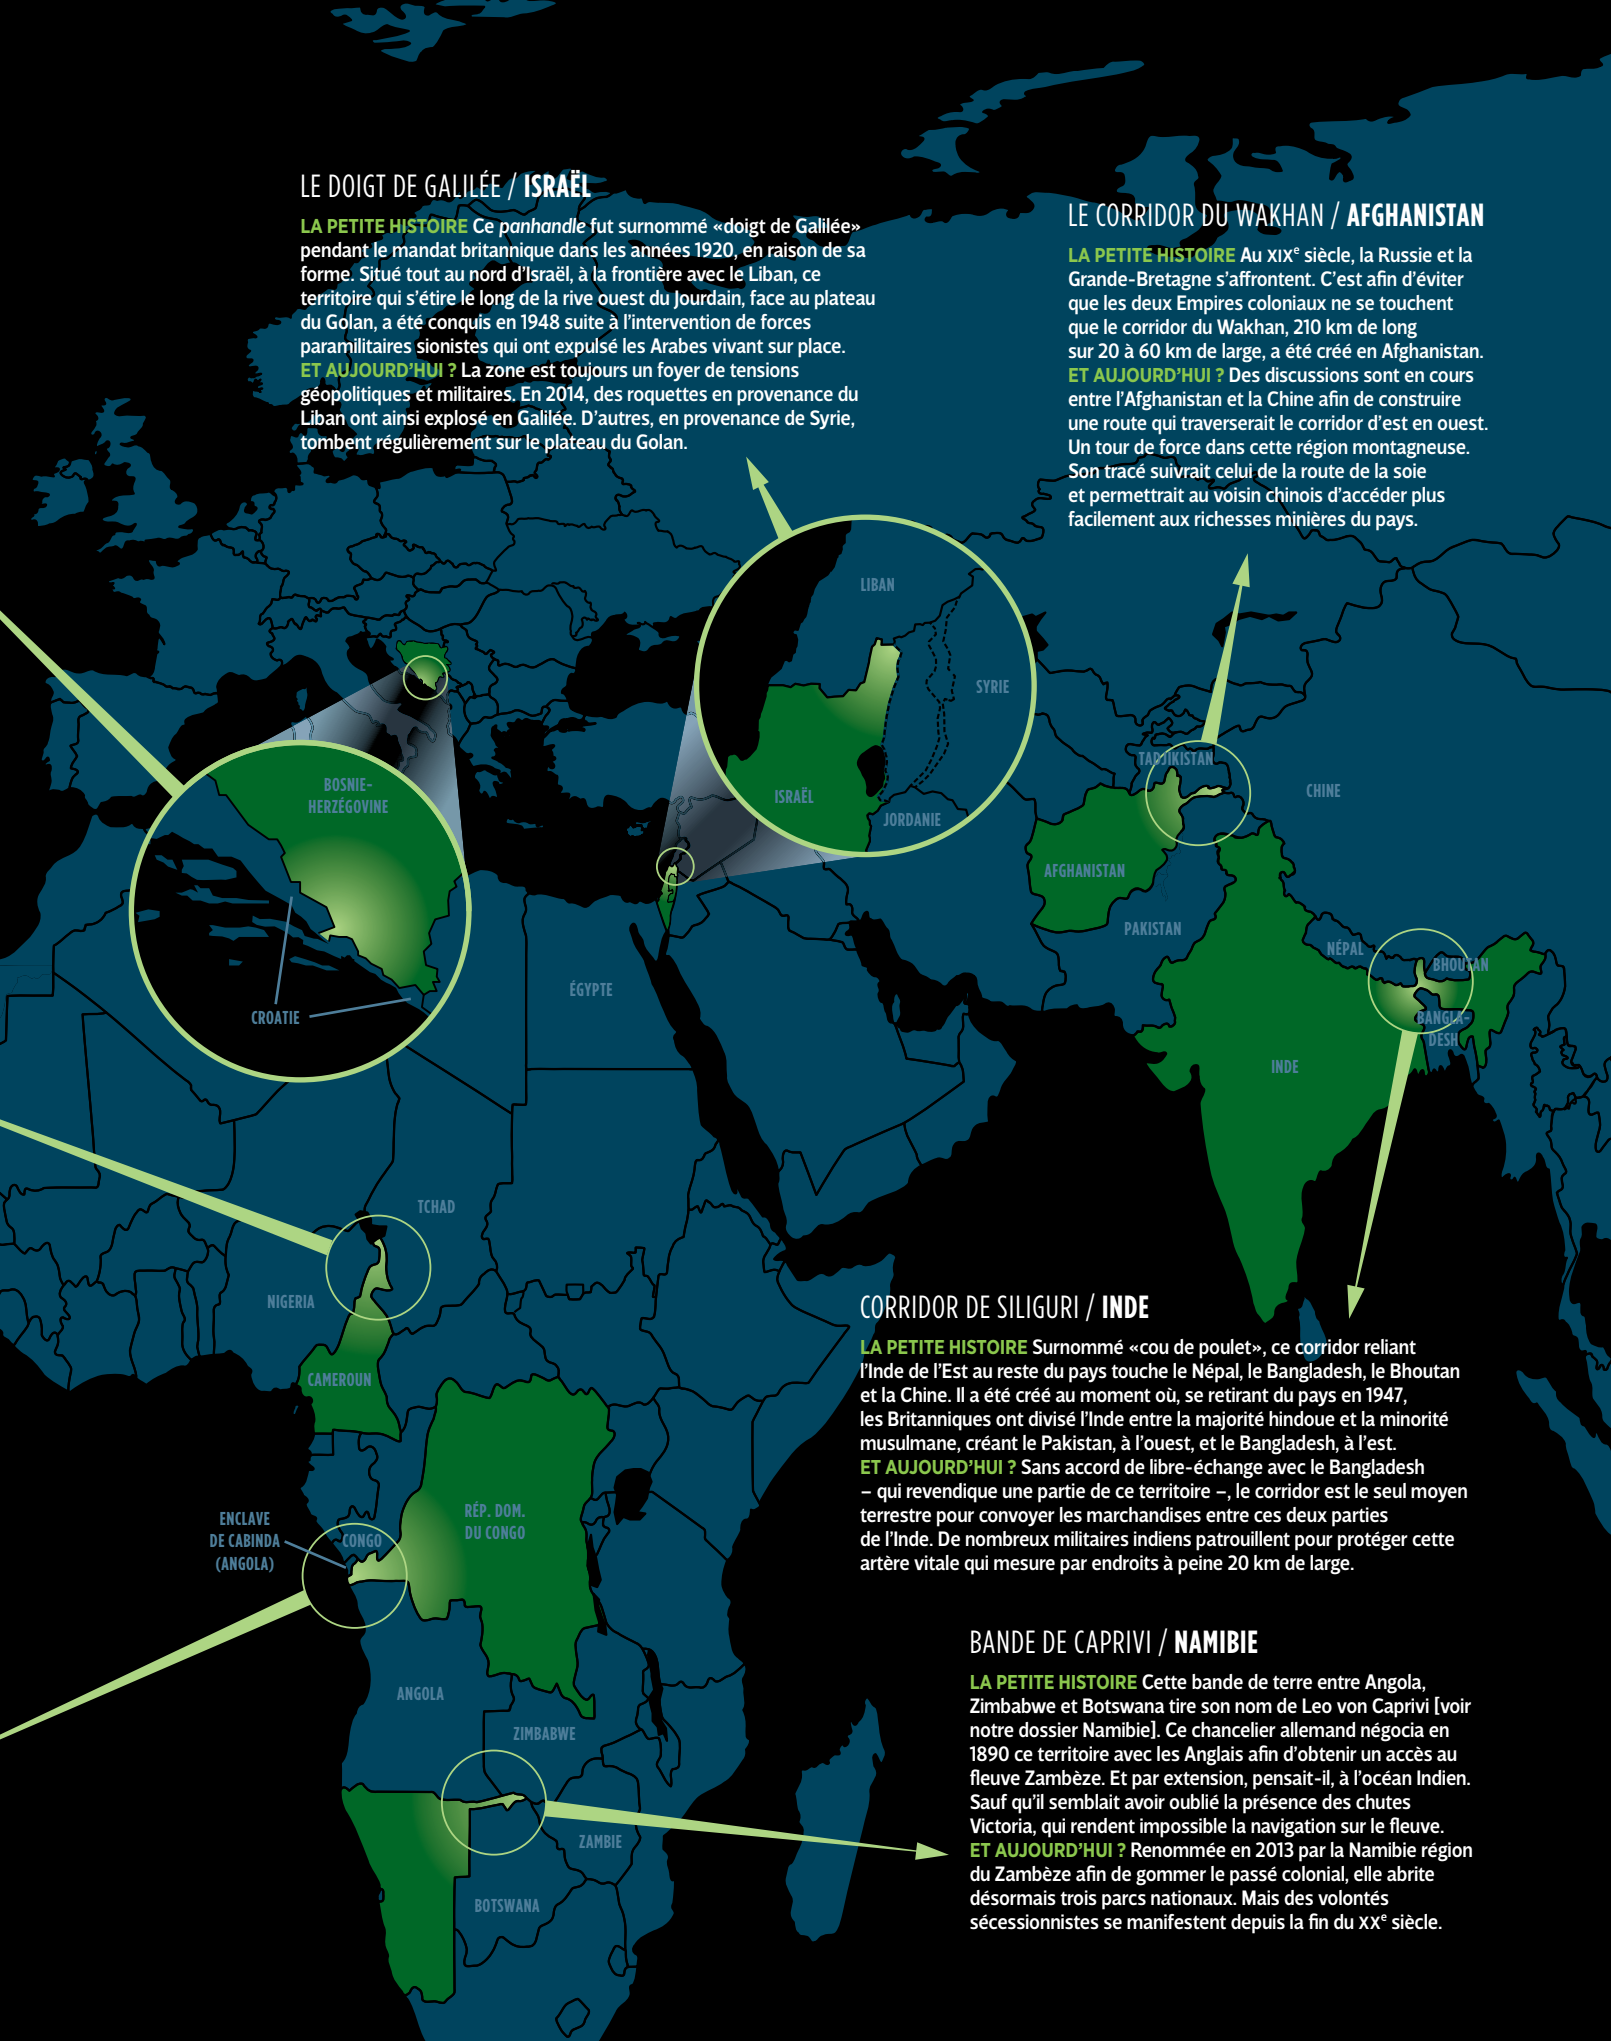 LE DOIGT DE GALILÉE / ISRAËL
LA PETITE HISTOIRE Ce panhandle fut surnommé «doigt de Galilée»
pendant le mandat britannique dans les années 1920, en raison de sa
forme. Situé tout au nord d’Israël, à la frontière avec le Liban, ce
territoire qui s’étire le long de la rive ouest du Jourdain, face au plateau
du Golan, a été conquis en 1948 suite à l’intervention de forces
paramilitaires sionistes qui ont expulsé les Arabes vivant sur place.
ET AUJOURD’HUI ? La zone est toujours un foyer de tensions
géopolitiques et militaires. En 2014, des roquettes en provenance du
Liban ont ainsi explosé en Galilée. D’autres, en provenance de Syrie,
tombent régulièrement sur le plateau du Golan.
LE CORRIDOR DU WAKHAN / AFGHANISTAN
LA PETITE HISTOIRE Au XIXe siècle, la Russie et la
Grande-Bretagne s’affrontent. C’est afin d’éviter
que les deux Empires coloniaux ne se touchent
que le corridor du Wakhan, 210 km de long
sur 20 à 60 km de large, a été créé en Afghanistan.
ET AUJOURD’HUI ? Des discussions sont en cours
entre l’Afghanistan et la Chine afin de construire
une route qui traverserait le corridor d’est en ouest.
Un tour de force dans cette région montagneuse.
Son tracé suivrait celui de la route de la soie
et permettrait au voisin chinois d’accéder plus
facilement aux richesses minières du pays.
LIBAN
SYRIE
ISRAËL
JORDANIE
BOSNIE-
HERZÉGOVINE
CROATIE
TADJIKISTAN
CHINE
AFGHANISTAN
PAKISTAN
NÉPAL
BHOUTAN
BANGLA-
DESH
INDE
ÉGYPTE
TCHAD
NIGERIA
CAMEROUN
RÉP. DOM.
DU CONGO
CONGO
ENCLAVE
DE CABINDA
(ANGOLA)
ANGOLA
ZIMBABWE
ZAMBIE
BOTSWANA
CORRIDOR DE SILIGURI / INDE
LA PETITE HISTOIRE Surnommé «cou de poulet», ce corridor reliant
l’Inde de l’Est au reste du pays touche le Népal, le Bangladesh, le Bhoutan
et la Chine. Il a été créé au moment où, se retirant du pays en 1947,
les Britanniques ont divisé l’Inde entre la majorité hindoue et la minorité
musulmane, créant le Pakistan, à l’ouest, et le Bangladesh, à l’est.
ET AUJOURD’HUI ? Sans accord de libre-échange avec le Bangladesh
– qui revendique une partie de ce territoire –, le corridor est le seul moyen
terrestre pour convoyer les marchandises entre ces deux parties
de l’Inde. De nombreux militaires indiens patrouillent pour protéger cette
artère vitale qui mesure par endroits à peine 20 km de large.
BANDE DE CAPRIVI / NAMIBIE
LA PETITE HISTOIRE Cette bande de terre entre Angola,
Zimbabwe et Botswana tire son nom de Leo von Caprivi [voir
notre dossier Namibie]. Ce chancelier allemand négocia en
1890 ce territoire avec les Anglais afin d’obtenir un accès au
fleuve Zambèze. Et par extension, pensait-il, à l’océan Indien.
Sauf qu’il semblait avoir oublié la présence des chutes
Victoria, qui rendent impossible la navigation sur le fleuve.
ET AUJOURD’HUI ? Renommée en 2013 par la Namibie région
du Zambèze afin de gommer le passé colonial, elle abrite
désormais trois parcs nationaux. Mais des volontés
sécessionnistes se manifestent depuis la fin du XXe siècle.